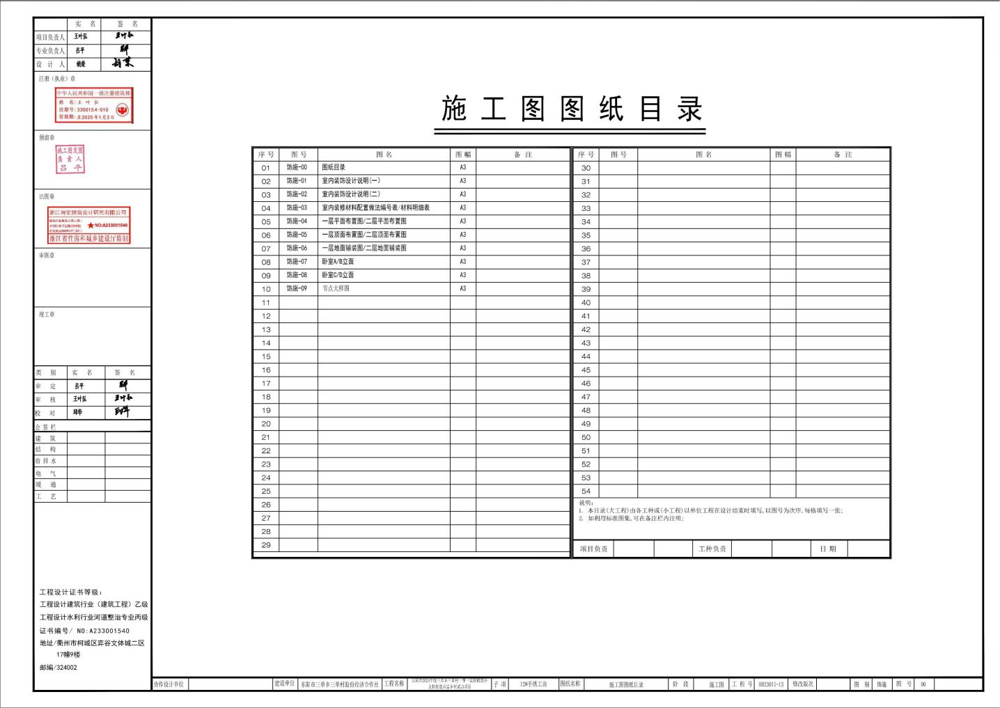 实 名 签 名
项目负责人 王叶弘 王叶弘
专业负责人 吕平
设 计 人 胡荣 胡荣
注册（执业）章
中华人民共和国一级注册建筑师
姓 名:王 叶 弘
注册号:3300154-010
有效期:至2025年1月2日
预留章
施工图发图
负 责 人
吕 平
出图章
NO:A233001540
浙江省住房和城乡建设厅监制
审图章
竣工章
类 别 实 名 签 名
审 定 吕平
审 核 王叶弘 王叶弘
校 对 邱华 邱华
会签栏
建 筑
结 构
给排水
电 气
暖 通
工 艺
工程设计证书等级:
工程设计建筑行业（建筑工程）乙级
工程设计水利行业河道整治专业丙级
证书编号/ NO:A233001540
地址/衢州市柯城区弈谷文体城二区
17幢9楼
邮编/324002
施工图图纸目录
序号 图号 图名 图幅 备注
01 饰施-00 图纸目录 A3
02 饰施-01 室内装饰设计说明(一) A3
03 饰施-02 室内装饰设计说明(二) A3
04 饰施-03 室内装修材料配置做法编号表/材料明细表 A3
05 饰施-04 一层平面布置图/二层平面布置图 A3
06 饰施-05 一层顶面布置图/二层顶面布置图 A3
07 饰施-06 一层地面铺装图/二层地面铺装图 A3
08 饰施-07 卧室A/B立面 A3
09 饰施-08 卧室C/D立面 A3
10 饰施-09 节点大样图 A3
11
12
13
14
15
16
17
18
19
20
21
22
23
24
25
26
27
28
29
序号 图号 图名 图幅 备注
30
31
32
33
34
35
36
37
38
39
40
41
42
43
44
45
46
47
48
49
50
51
52
53
54
说明:
1. 本目录(大工程)由各工种或(小工程)以单位工程在设计结束时填写,以图号为次序,每格填写一张;
2. 如利用标准图集,可在备注栏内注明;
项目负责 工种负责 日期
协作设计单位 建设单位 东阳市三单乡三单村股份经济合作社 工程名称 子 项 12#手绣工坊 图纸名称 施工图图纸目录 阶 段 施工图 工 程 号 HH23011-13 修改版次 图 别 饰施 图 号 00